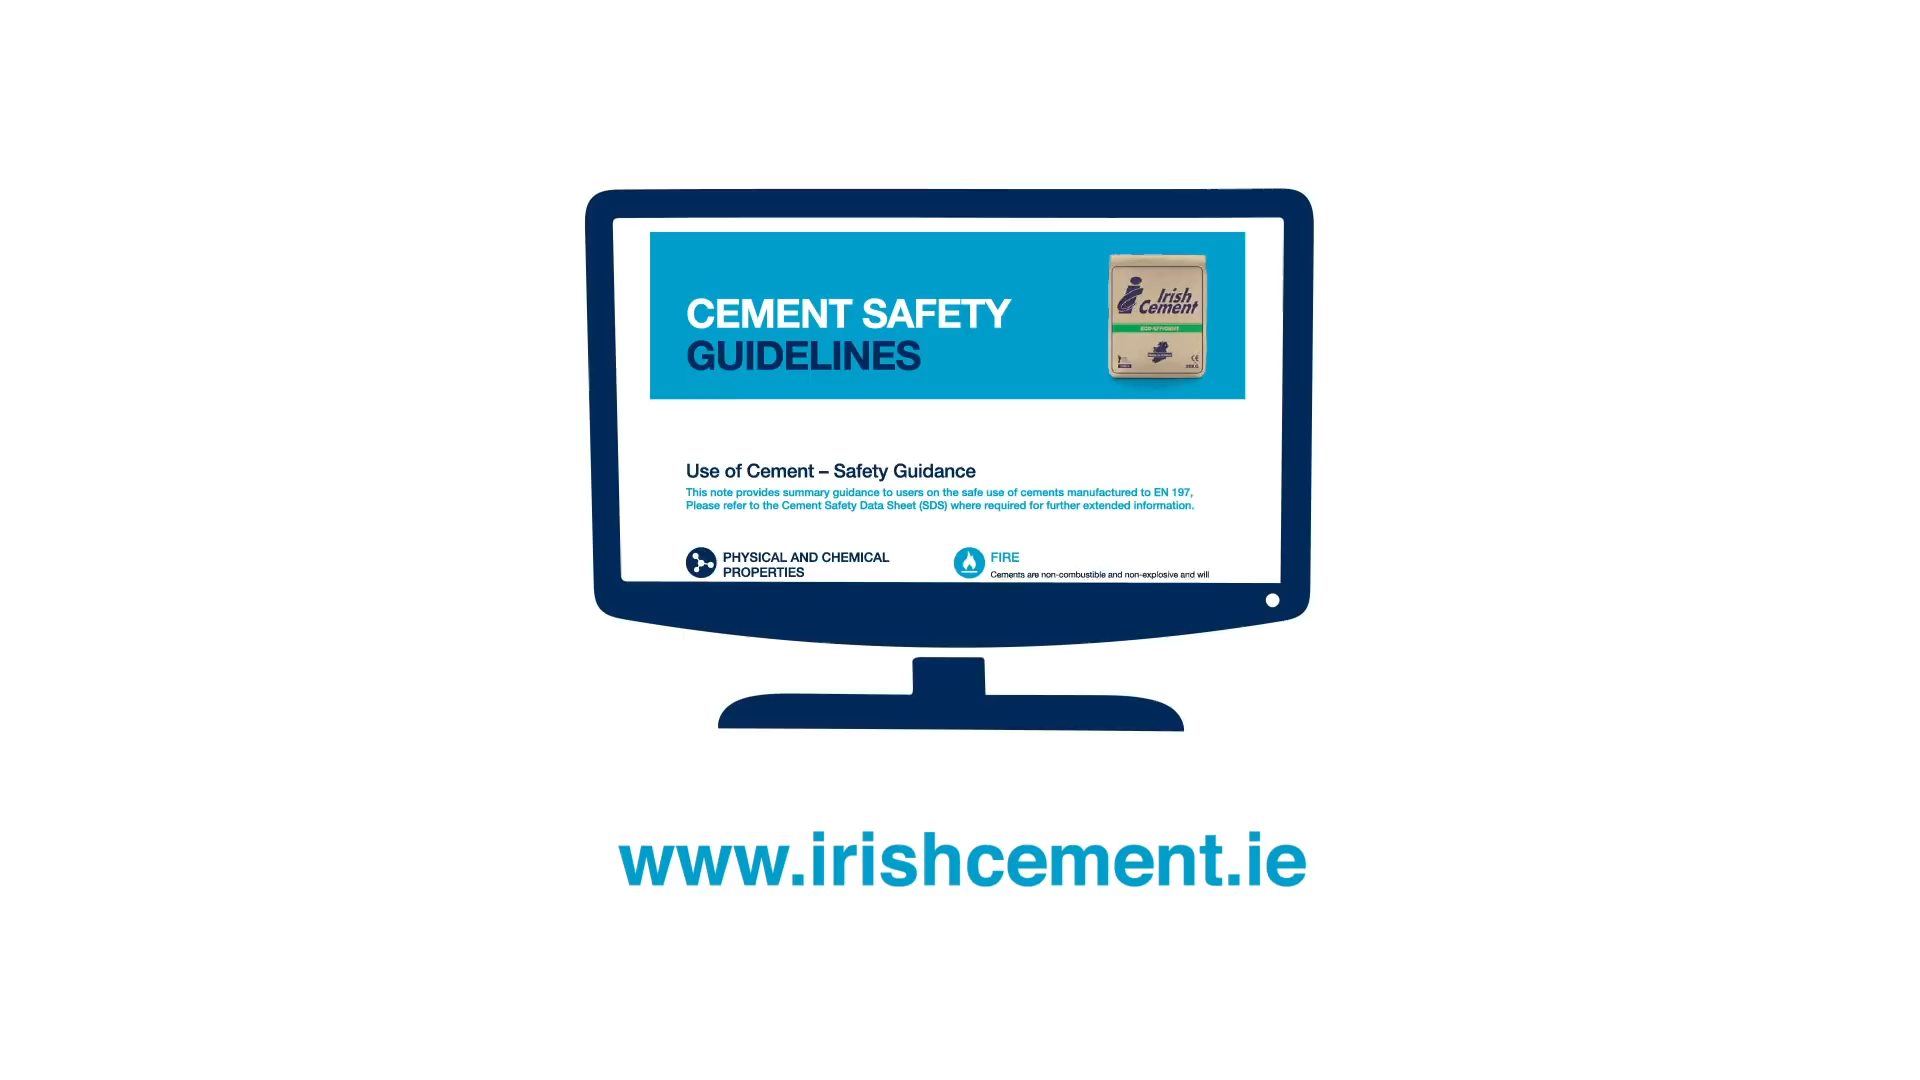 CEMENT SAFETY
GUIDELINES
Irish
Cement
ECO-EFFICIENT
Use of Cement – Safety Guidance
This note provides summary guidance to users on the safe use of cements manufactured to EN 197,
Please refer to the Cement Safety Data Sheet (SDS) where required for further extended information.
PHYSICAL AND CHEMICAL
PROPERTIES
FIRE
Cements are non-combustible and non-explosive and will
www.irishcement.ie